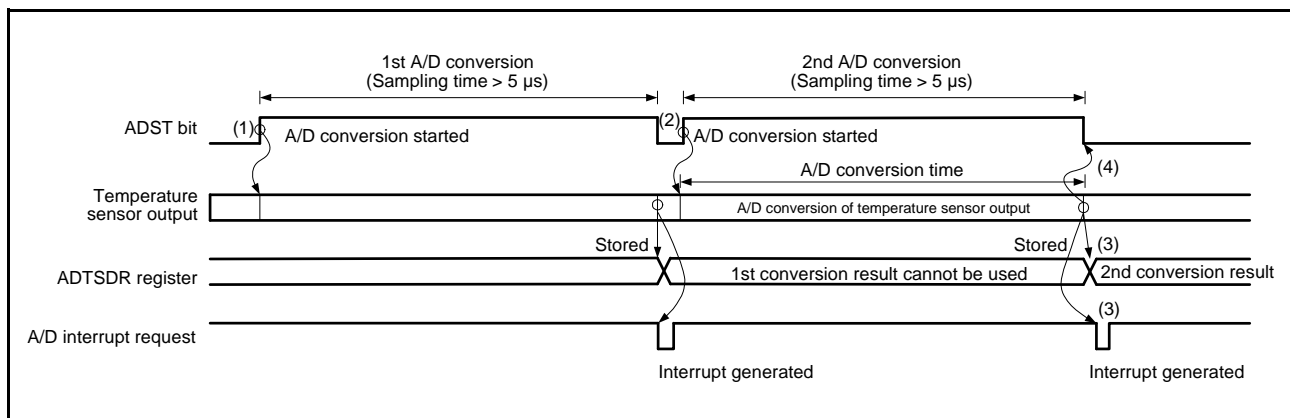 1st A/D conversion
(Sampling time > 5 µs)
2nd A/D conversion
(Sampling time > 5 µs)
ADST bit
(1)
A/D conversion started
(2)
A/D conversion started
A/D conversion time
(4)
Temperature
sensor output
A/D conversion of temperature sensor output
Stored
Stored
(3)
ADTSDR register
1st conversion result cannot be used
2nd conversion result
A/D interrupt request
(3)
Interrupt generated
Interrupt generated